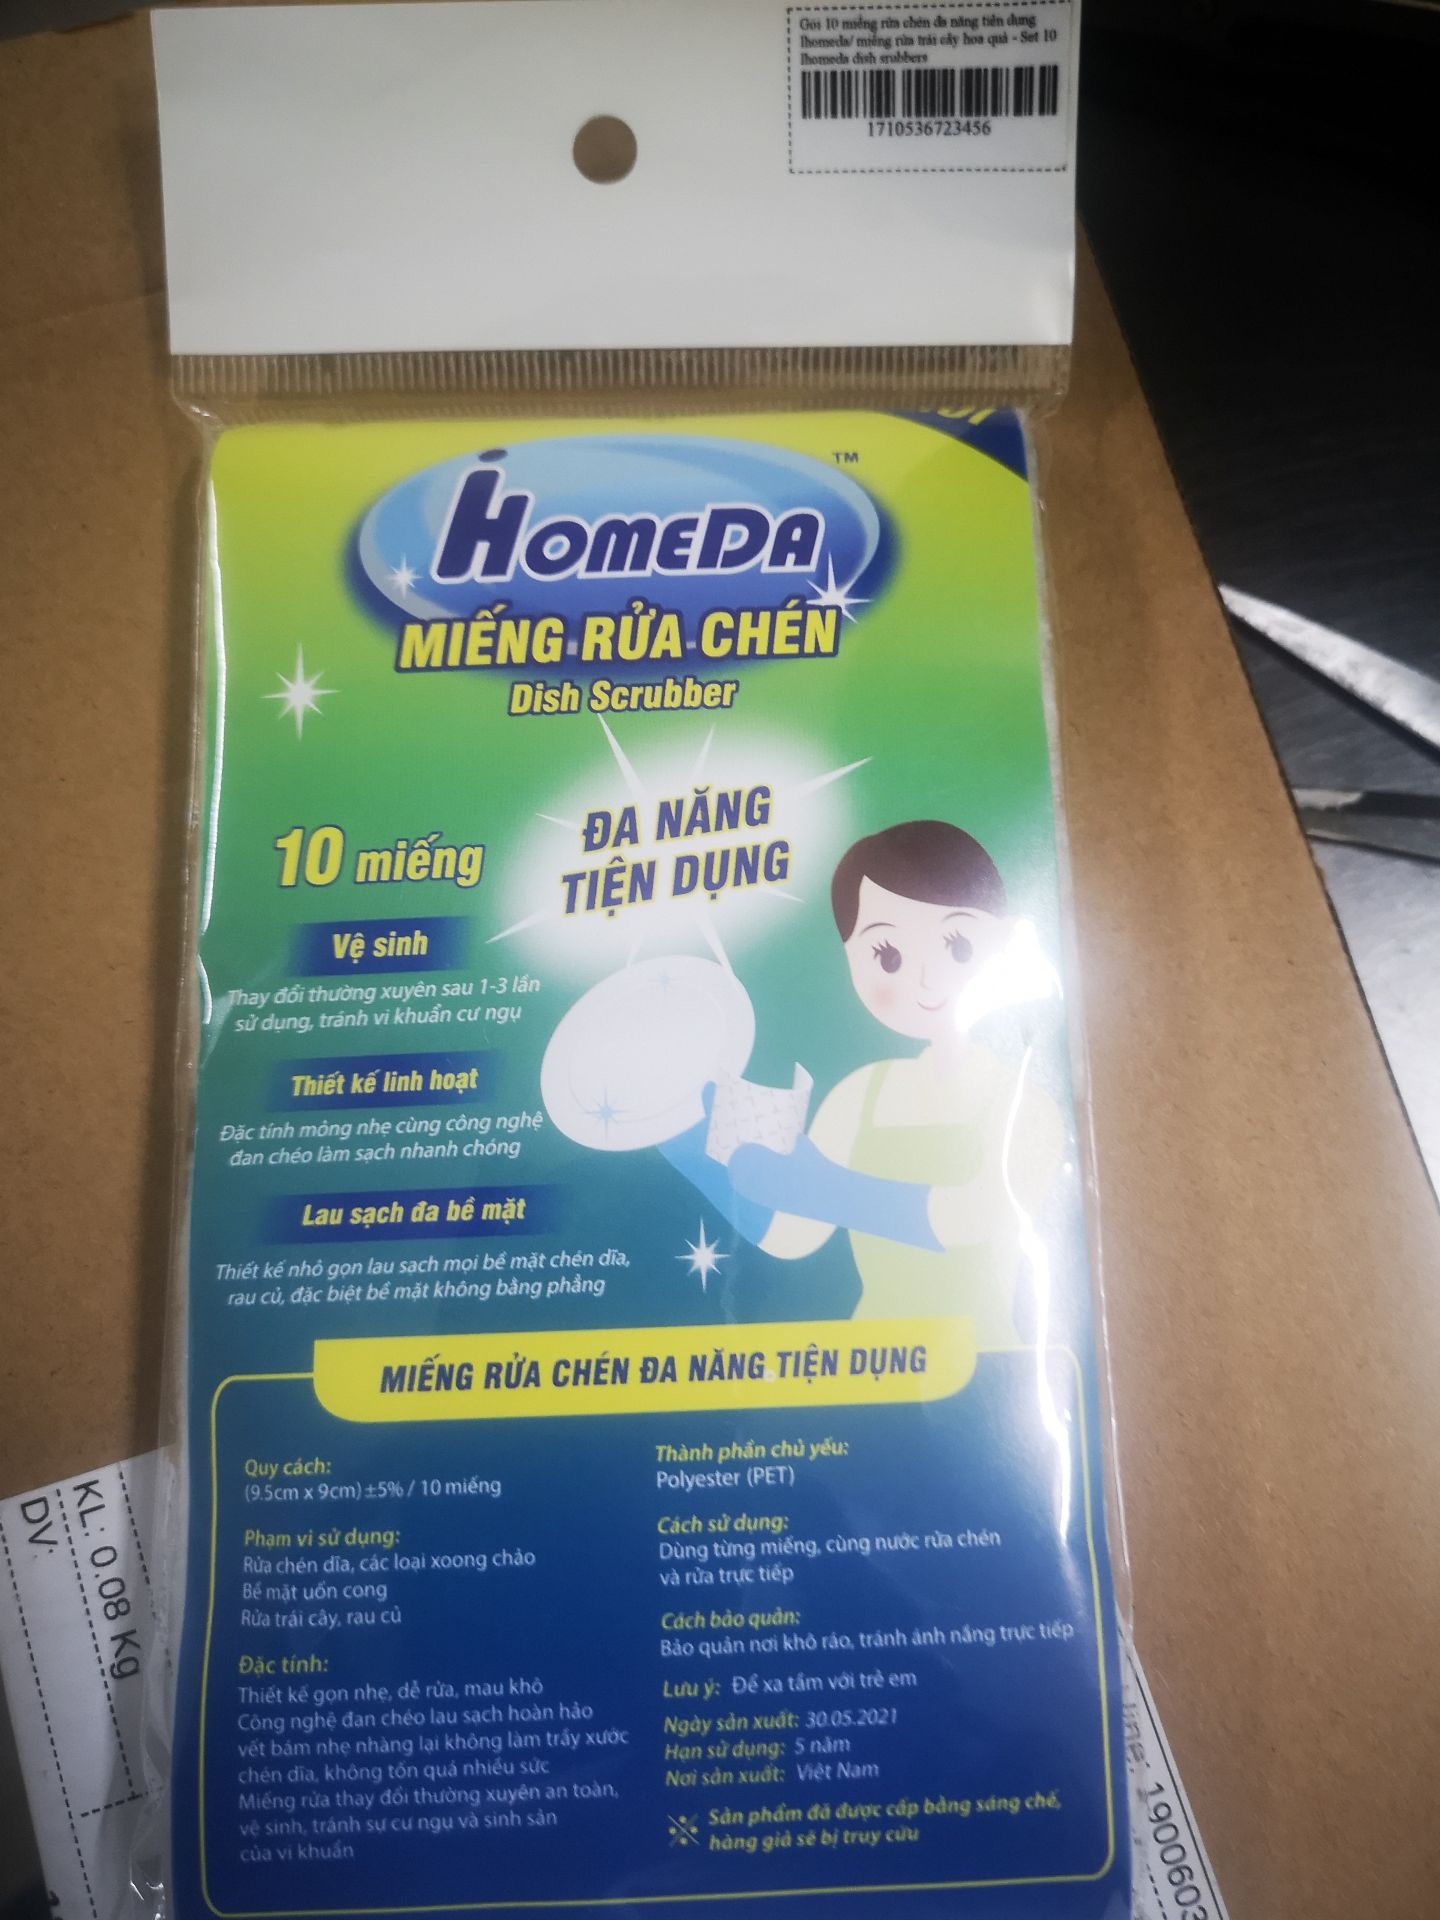 Gói 10 miếng rửa chén đa năng tiện dụng
Ihomeda/ miếng rửa trái cây hoa quả - Set 10
Ihomeda dish srubbers
1710536723456
TM
iHOMEDA
MIẾNG RỬA CHÉN
Dish Scrubber
10 miếng
ĐA NĂNG
TIỆN DỤNG
Vệ sinh
Thay đổi thường xuyên sau 1-3 lần
sử dụng, tránh vi khuẩn cư ngụ
Thiết kế linh hoạt
Đặc tính mỏng nhẹ cùng công nghệ
đan chéo làm sạch nhanh chóng
Lau sạch đa bề mặt
Thiết kế nhỏ gọn lau sạch mọi bề mặt chén dĩa,
rau củ, đặc biệt bề mặt không bằng phẳng
MIẾNG RỬA CHÉN ĐA NĂNG TIỆN DỤNG
Quy cách:
(9.5cm x 9cm) ±5% / 10 miếng
Phạm vi sử dụng:
Rửa chén dĩa, các loại xoong chảo
Bề mặt uốn cong
Rửa trái cây, rau củ
Đặc tính:
Thiết kế gọn nhẹ, dễ rửa, mau khô
Công nghệ đan chéo lau sạch hoàn hảo
vết bám nhẹ nhàng lại không làm trầy xước
chén dĩa, không tốn quá nhiều sức
Miếng rửa thay đổi thường xuyên an toàn,
vệ sinh, tránh sự cư ngụ và sinh sản
của vi khuẩn
Thành phần chủ yếu:
Polyester (PET)
Cách sử dụng:
Dùng từng miếng, cùng nước rửa chén
và rửa trực tiếp
Cách bảo quản:
Bảo quản nơi khô ráo, tránh ánh nắng trực tiếp
Lưu ý: Để xa tầm với trẻ em
Ngày sản xuất: 30.05.2021
Hạn sử dụng: 5 năm
Nơi sản xuất: Việt Nam
※ Sản phẩm đã được cấp bằng sáng chế,
hàng giả sẽ bị truy cứu
KL: 0.08 Kg
DV:
1900603